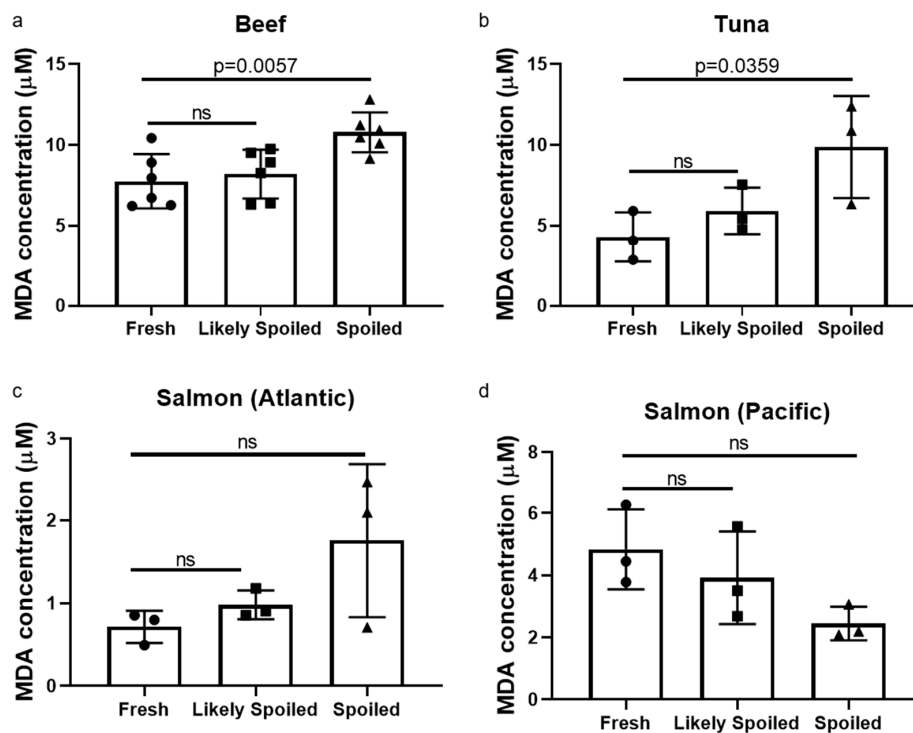 a
Beef
MDA concentration (μM)
15
10
5
0
p=0.0057
ns
Fresh
Likely Spoiled
Spoiled
b
Tuna
MDA concentration (μM)
15
10
5
0
p=0.0359
ns
Fresh
Likely Spoiled
Spoiled
c
Salmon (Atlantic)
MDA concentration (μM)
3
2
1
0
ns
ns
Fresh
Likely Spoiled
Spoiled
d
Salmon (Pacific)
MDA concentration (μM)
8
6
4
2
0
ns
ns
Fresh
Likely Spoiled
Spoiled